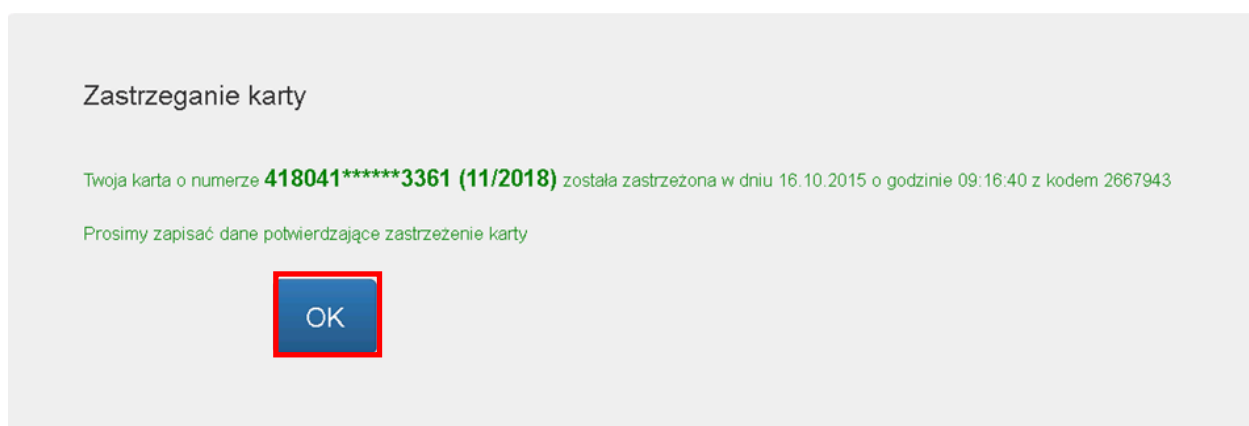 Zastrzeganie karty
Twoja karta o numerze 418041******3361 (11/2018) została zastrzeżona w dniu 16.10.2015 o godzinie 09:16:40 z kodem 2667943
Prosimy zapisać dane potwierdzające zastrzeżenie karty
OK